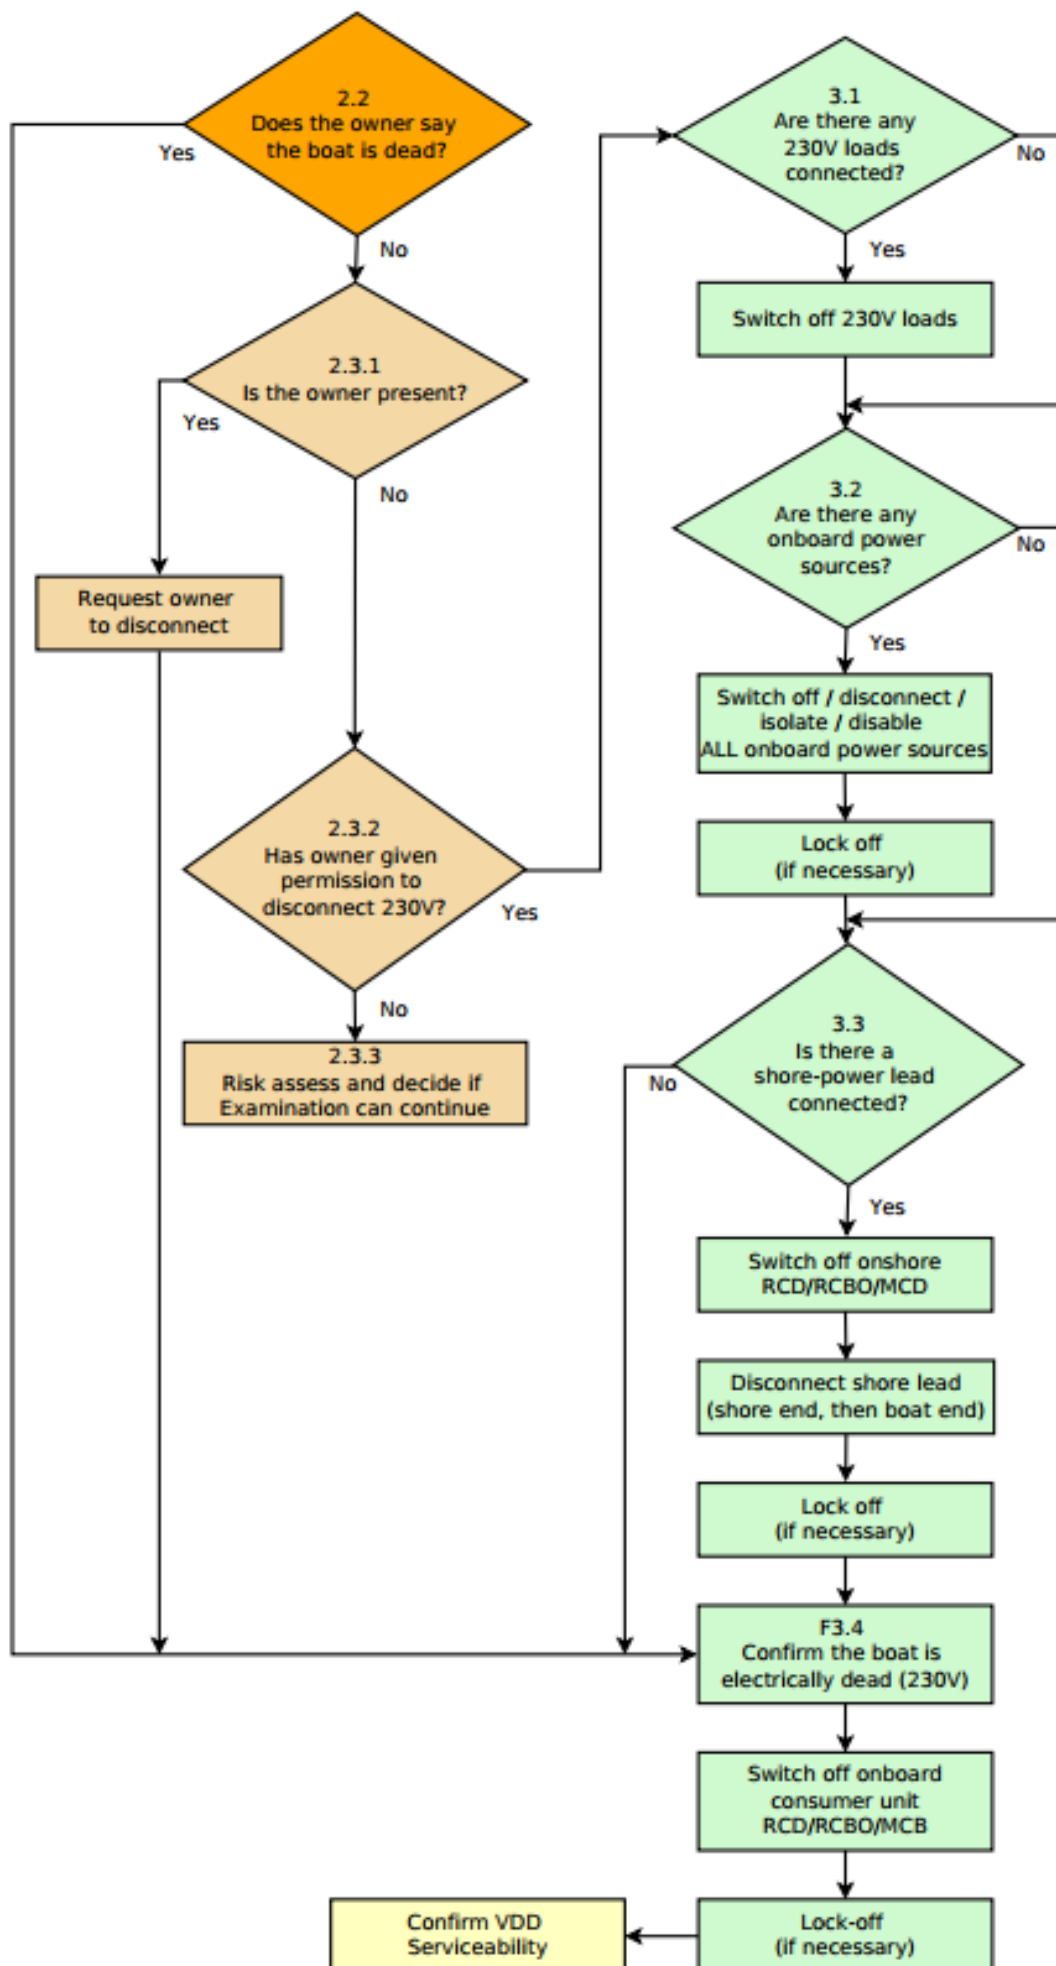 2.2
Does the owner say
the boat is dead?
Yes
No
2.3.1
Is the owner present?
Yes
No
Request owner
to disconnect
2.3.2
Has owner given
permission to
disconnect 230V?
Yes
No
2.3.3
Risk assess and decide if
Examination can continue
3.1
Are there any
230V loads
connected?
No
Yes
Switch off 230V loads
3.2
Are there any
onboard power
sources?
No
Yes
Switch off / disconnect /
isolate / disable
ALL onboard power sources
Lock off
(if necessary)
3.3
Is there a
shore-power lead
connected?
No
Yes
Switch off onshore
RCD/RCBO/MCD
Disconnect shore lead
(shore end, then boat end)
Lock off
(if necessary)
F3.4
Confirm the boat is
electrically dead (230V)
Switch off onboard
consumer unit
RCD/RCBO/MCB
Lock-off
(if necessary)
Confirm VDD
Serviceability